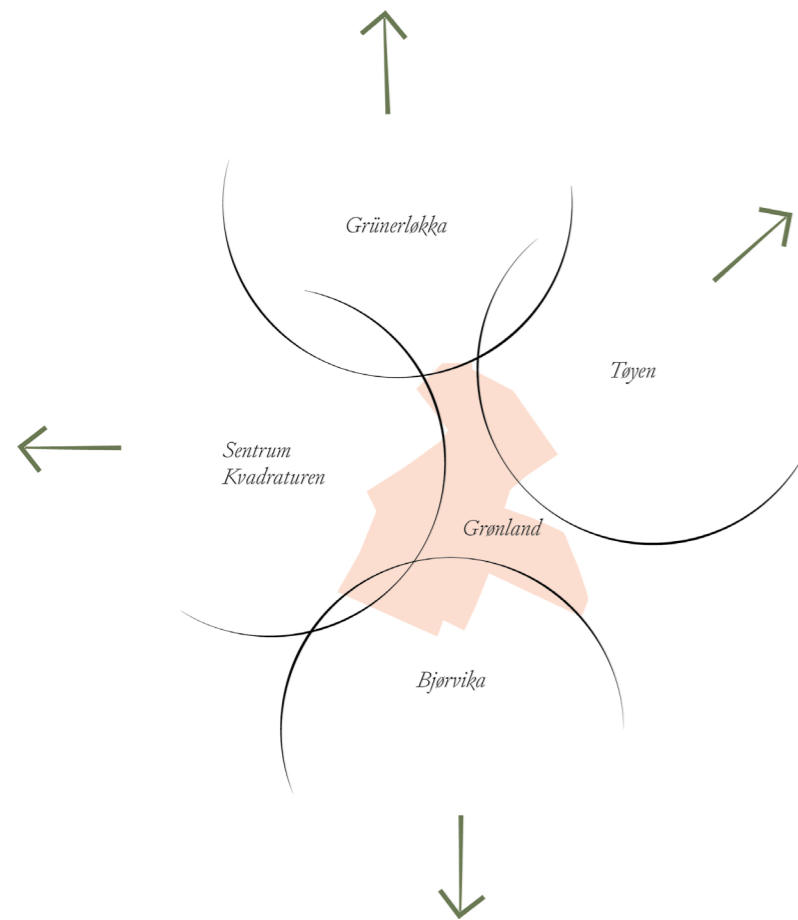 Grünerløkka
Tøyen
Sentrum
Kvadraturen
Grønland
Bjørvika